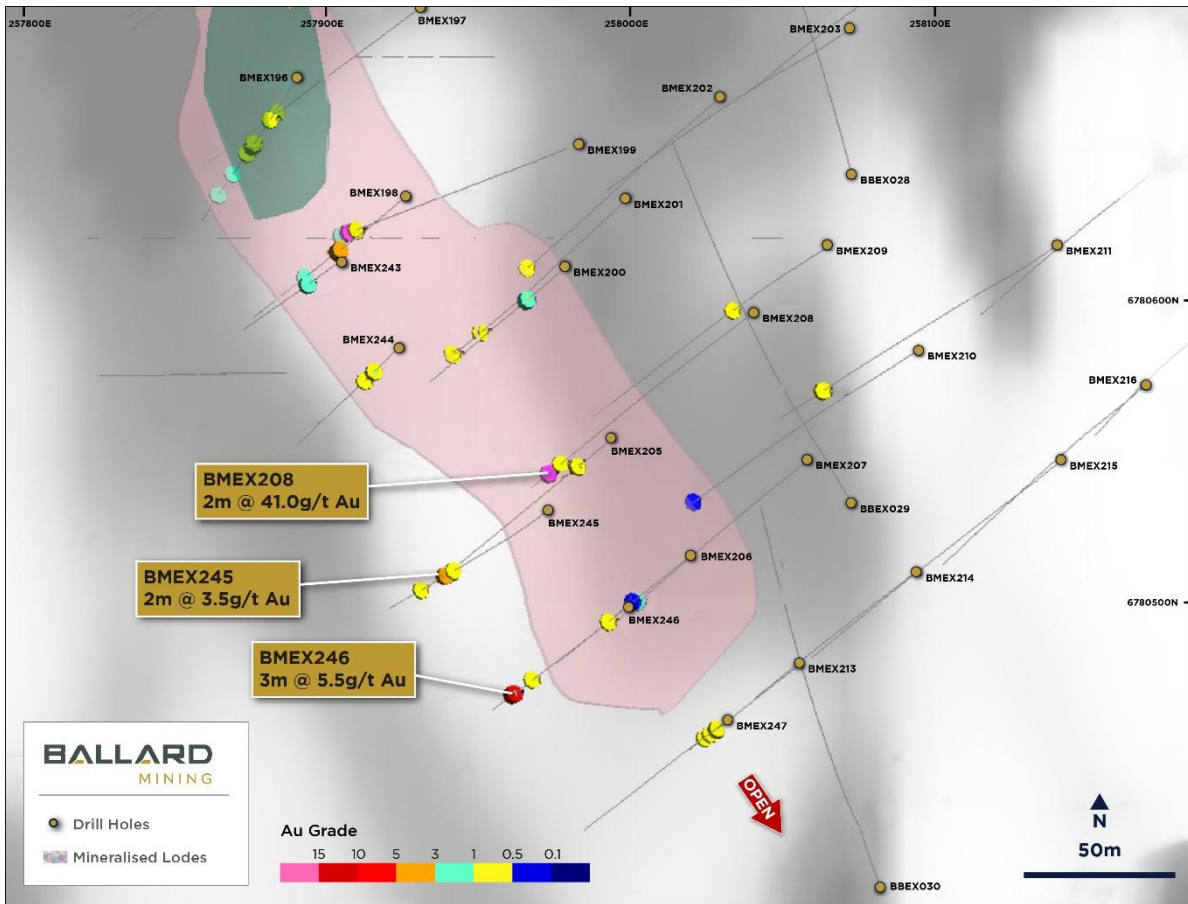 257800E
257900E
258000E
258100E
BMEX197
BMEX203
BMEX196
BMEX202
BMEX199
BBEX028
BMEX198
BMEX201
BMEX209
BMEX211
BMEX243
BMEX200
6780600N
BMEX208
BMEX244
BMEX210
BMEX216
BMEX205
BMEX207
BMEX215
BMEX208
2m @ 41.0g/t Au
BMEX245
BBEX029
BMEX206
BMEX214
BMEX245
2m @ 3.5g/t Au
6780500N
BMEX246
BMEX246
3m @ 5.5g/t Au
BMEX213
BMEX247
BALLARD
MINING
Drill Holes
Mineralised Lodes
Au Grade
15 10 5 3 1 0.5 0.1
OPEN
N
50m
BBEX030